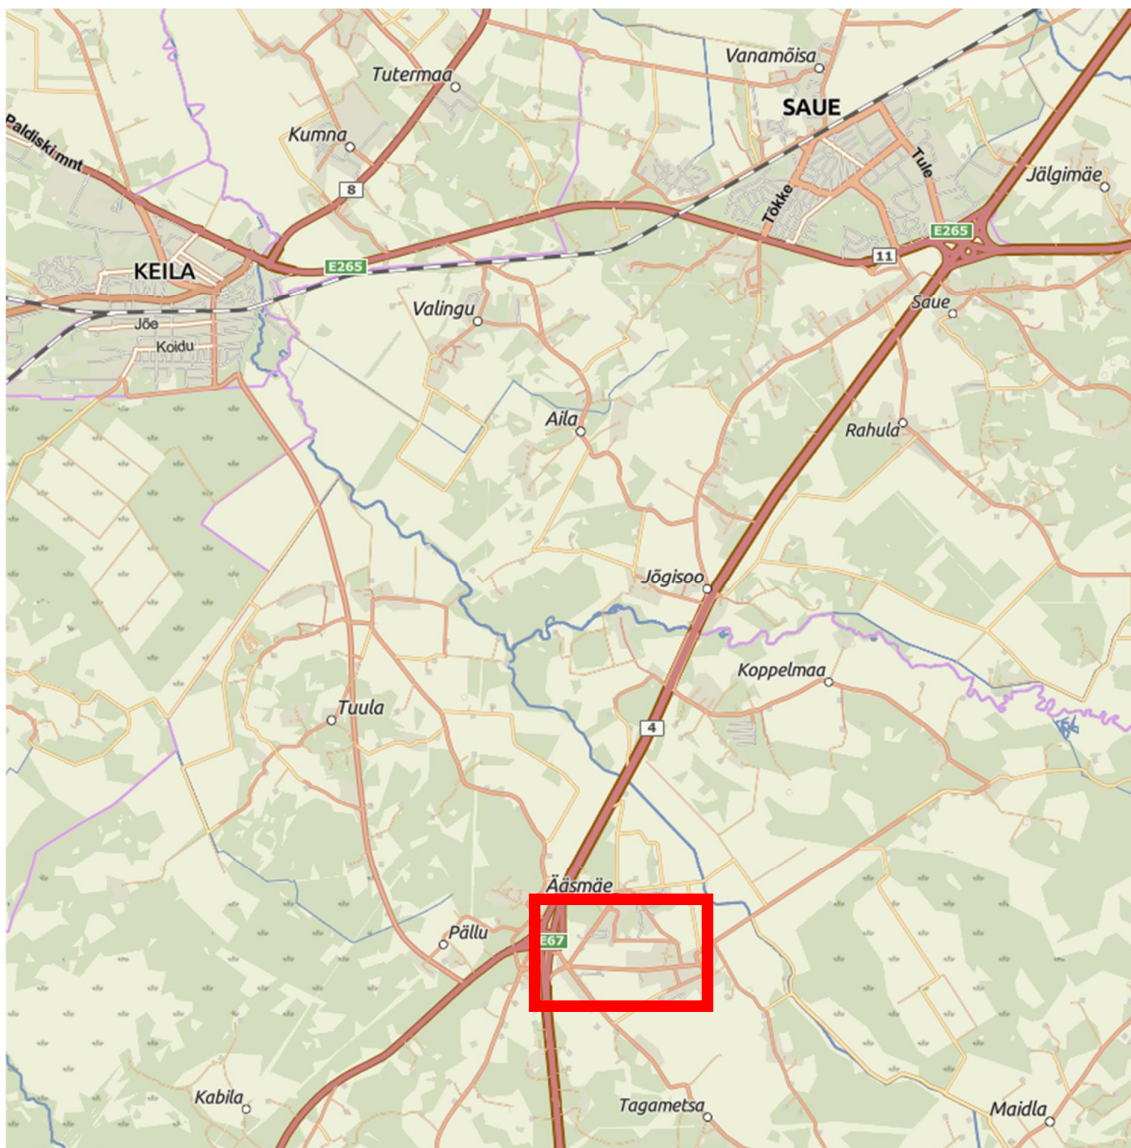 Vanamõisa
Tutermaa
SAUE
Paldiski mnt
Kumna
Tule
Jälgimäe
8
Tõkke
E265
11
KEILA
E265
Saue
Valingu
Jõe
Koidu
Aila
Rahula
Jõgisoo
Koppelmaa
Tuula
4
Ääsmäe
Pällu
E67
Kabila
Tagametsa
Maidla